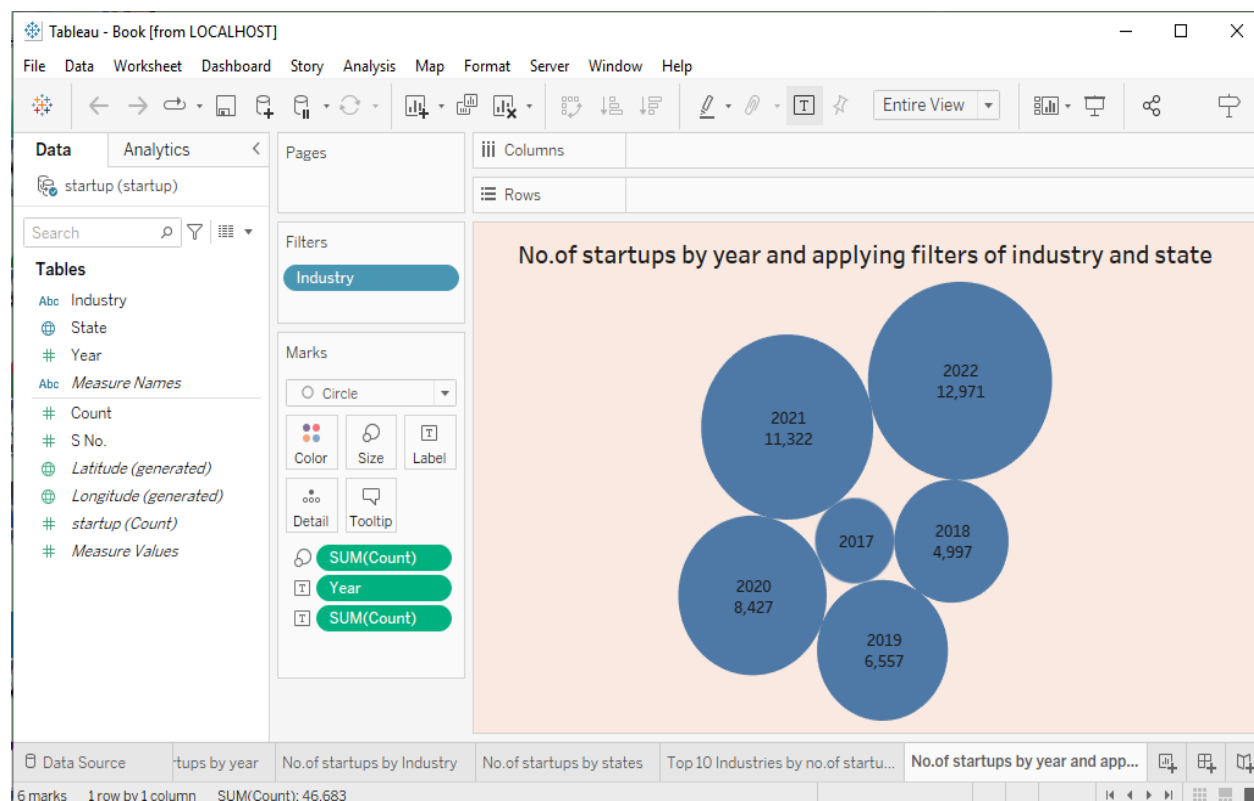 Tableau - Book [from LOCALHOST]
File Data Worksheet Dashboard Story Analysis Map Format Server Window Help
Entire View
Data Analytics
startup (startup)
Search
Tables
Abc Industry
State
# Year
Abc Measure Names
# Count
# S No.
Latitude (generated)
Longitude (generated)
# startup (Count)
# Measure Values
Pages
Filters
Industry
Marks
Circle
Color Size Label
Detail Tooltip
SUM(Count)
Year
SUM(Count)
Columns
Rows
No.of startups by year and applying filters of industry and state
2022
12,971
2021
11,322
2018
4,997
2017
2020
8,427
2019
6,557
Data Source
tups by year
No.of startups by Industry
No.of startups by states
Top 10 Industries by no.of startu...
No.of startups by year and app...
6 marks 1 row by 1 column SUM(Count): 46,683